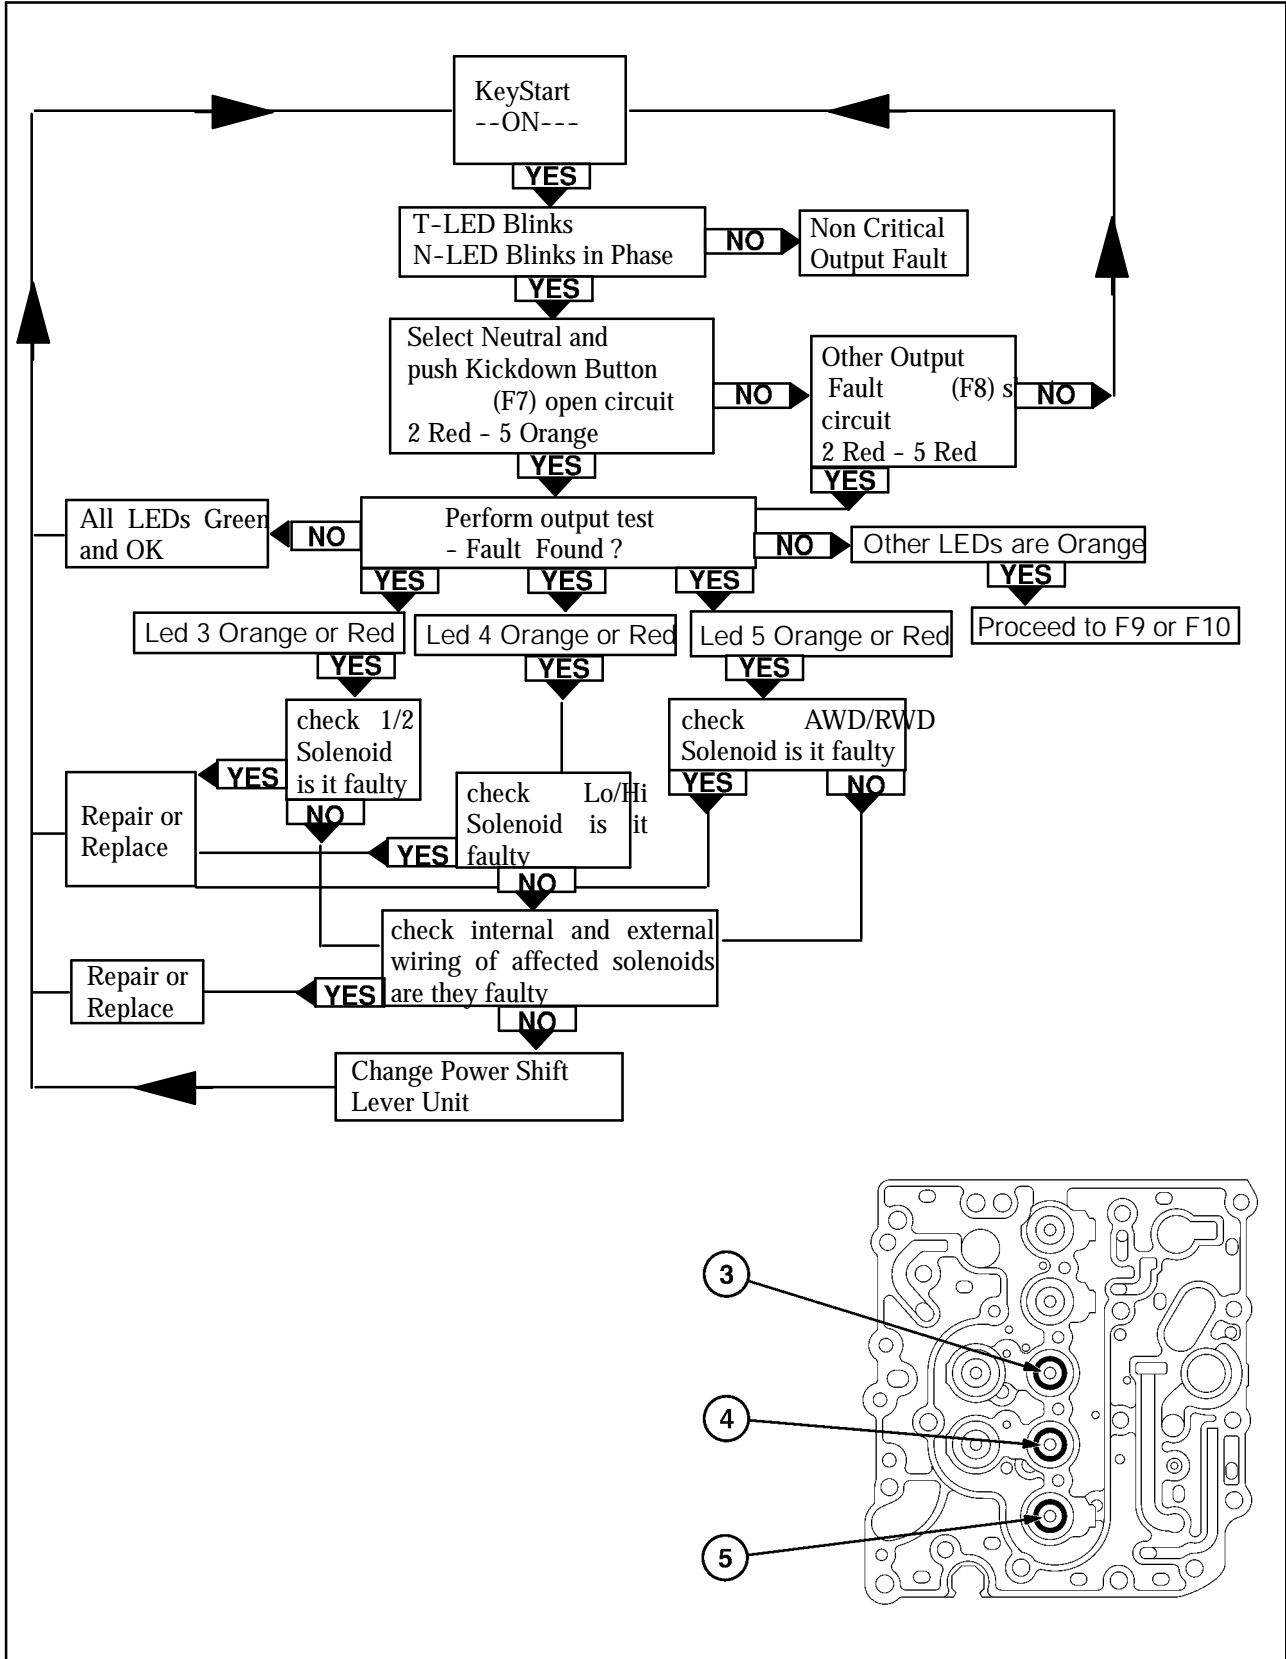 KeyStart
--ON---
YES
T-LED Blinks
N-LED Blinks in Phase
NO
Non Critical
Output Fault
YES
Select Neutral and
push Kickdown Button
(F7) open circuit
2 Red - 5 Orange
NO
Other Output
Fault (F8) s
circuit
2 Red - 5 Red
NO
YES
YES
All LEDs Green
and OK
NO
Perform output test
- Fault Found ?
NO
Other LEDs are Orange
YES
YES
YES
YES
Led 3 Orange or Red
Led 4 Orange or Red
Led 5 Orange or Red
Proceed to F9 or F10
YES
YES
YES
check 1/2
Solenoid
is it faulty
YES
NO
check AWD/RWD
Solenoid is it faulty
YES
NO
Repair or
Replace
check Lo/Hi
Solenoid is it
faulty
YES
NO
check internal and external
wiring of affected solenoids
are they faulty
YES
Repair or
Replace
NO
Change Power Shift
Lever Unit
3
4
5